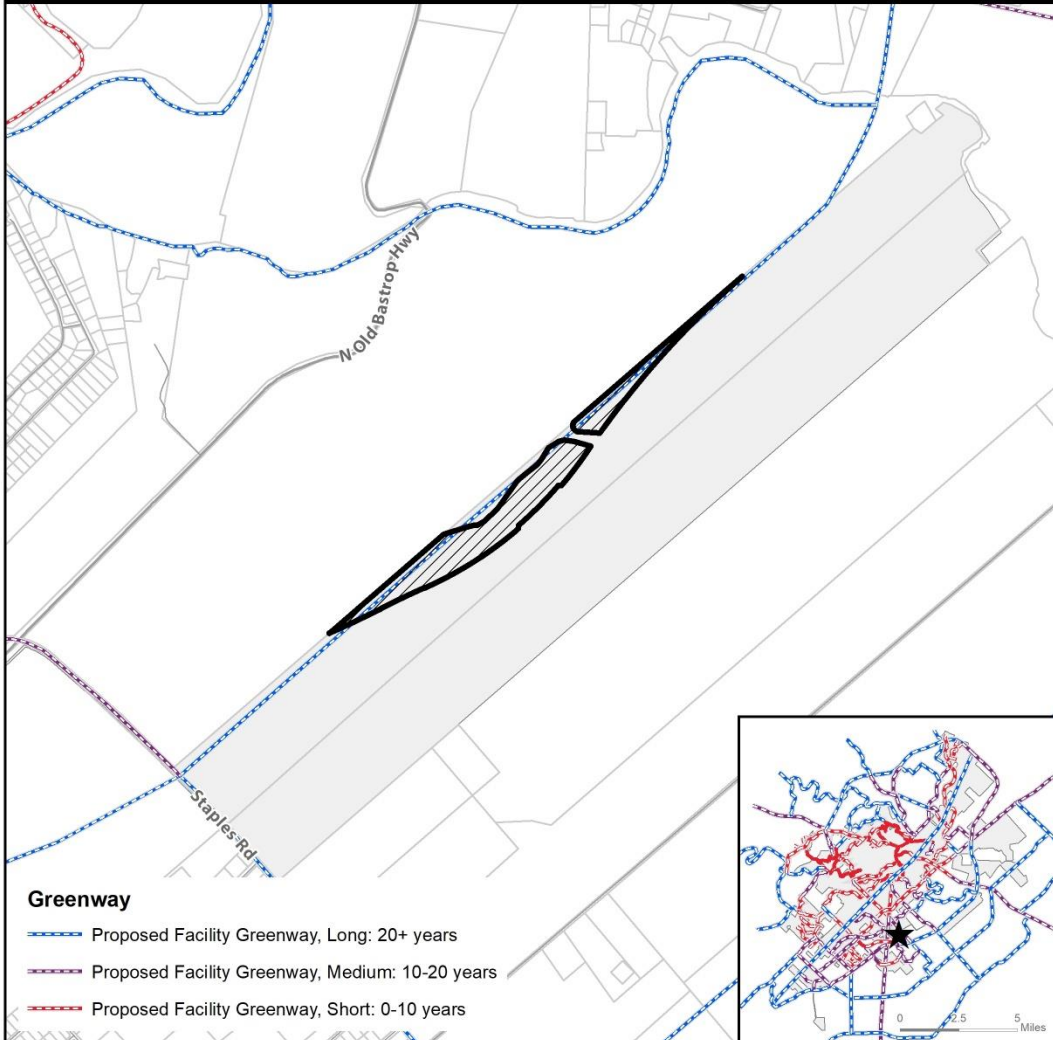 N Old Bastrop Hwy
Staples Rd
Greenway
Proposed Facility Greenway, Long: 20+ years
Proposed Facility Greenway, Medium: 10-20 years
Proposed Facility Greenway, Short: 0-10 years
0 2.5 5
Miles